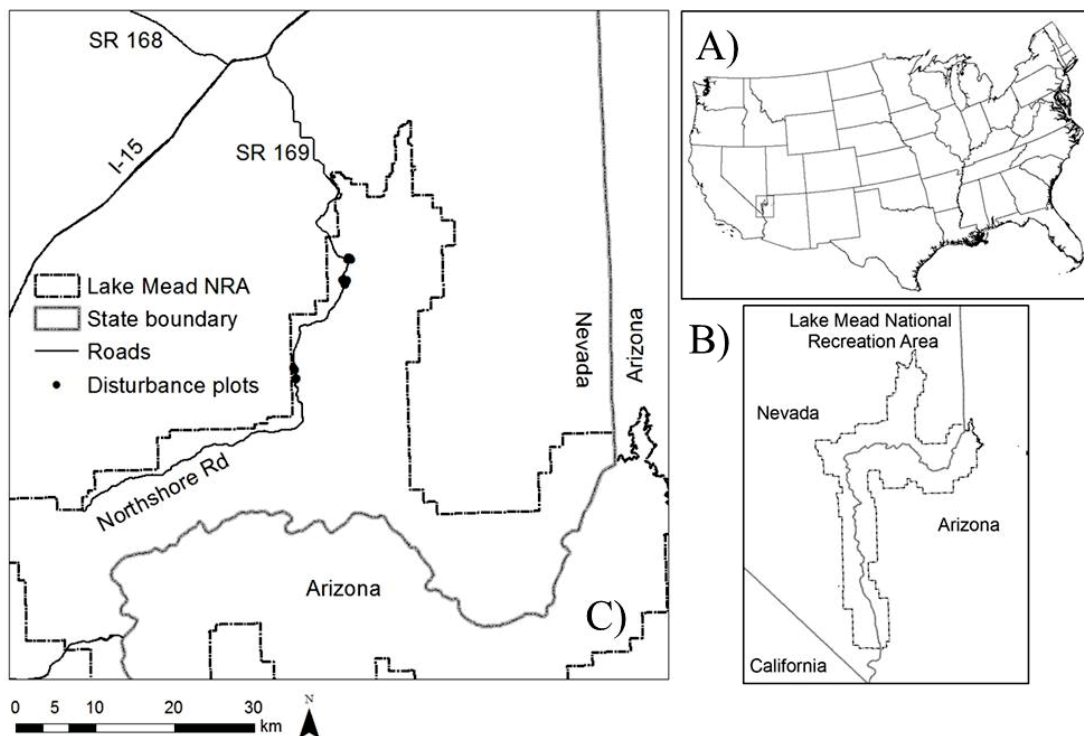 SR 168
I-15
SR 169
Lake Mead NRA
State boundary
Roads
Disturbance plots
Nevada
Arizona
Northshore Rd
Arizona
C)
0 5 10 20 30
km
N
A)
B)
Lake Mead National
Recreation Area
Nevada
Arizona
California